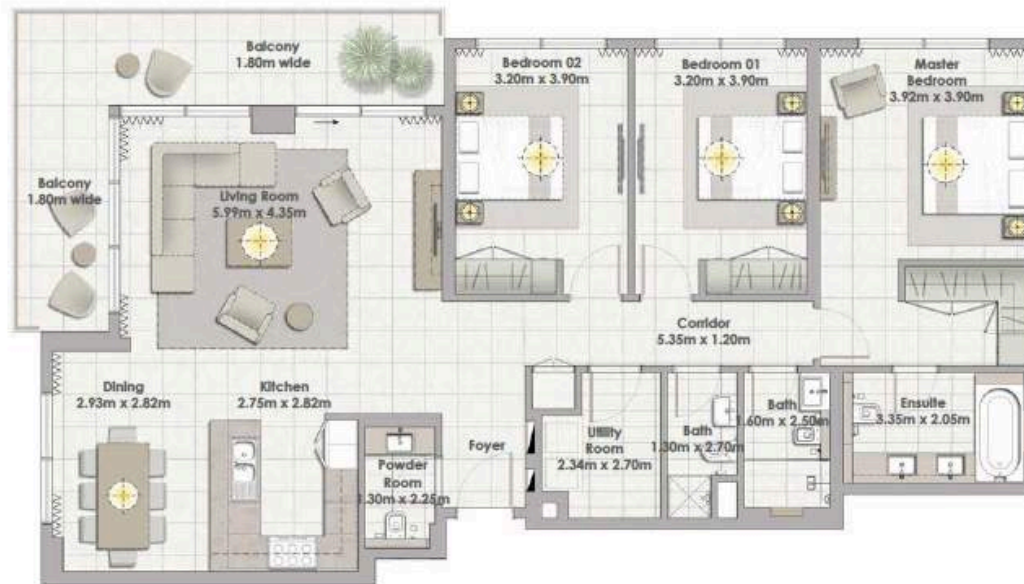 Balcony
1.80m wide
Bedroom 02
3.20m x 3.90m
Bedroom 01
3.20m x 3.90m
Master
Bedroom
3.92m x 3.90m
Balcony
1.80m wide
Living Room
5.99m x 4.35m
Corridor
5.35m x 1.20m
Dining
2.93m x 2.82m
Kitchen
2.75m x 2.82m
Powder
Room
1.30m x 2.25m
Foyer
Utility
Room
2.34m x 2.70m
Bath
1.30m x 2.70m
Bath
1.60m x 2.50m
Ensuite
3.35m x 2.05m